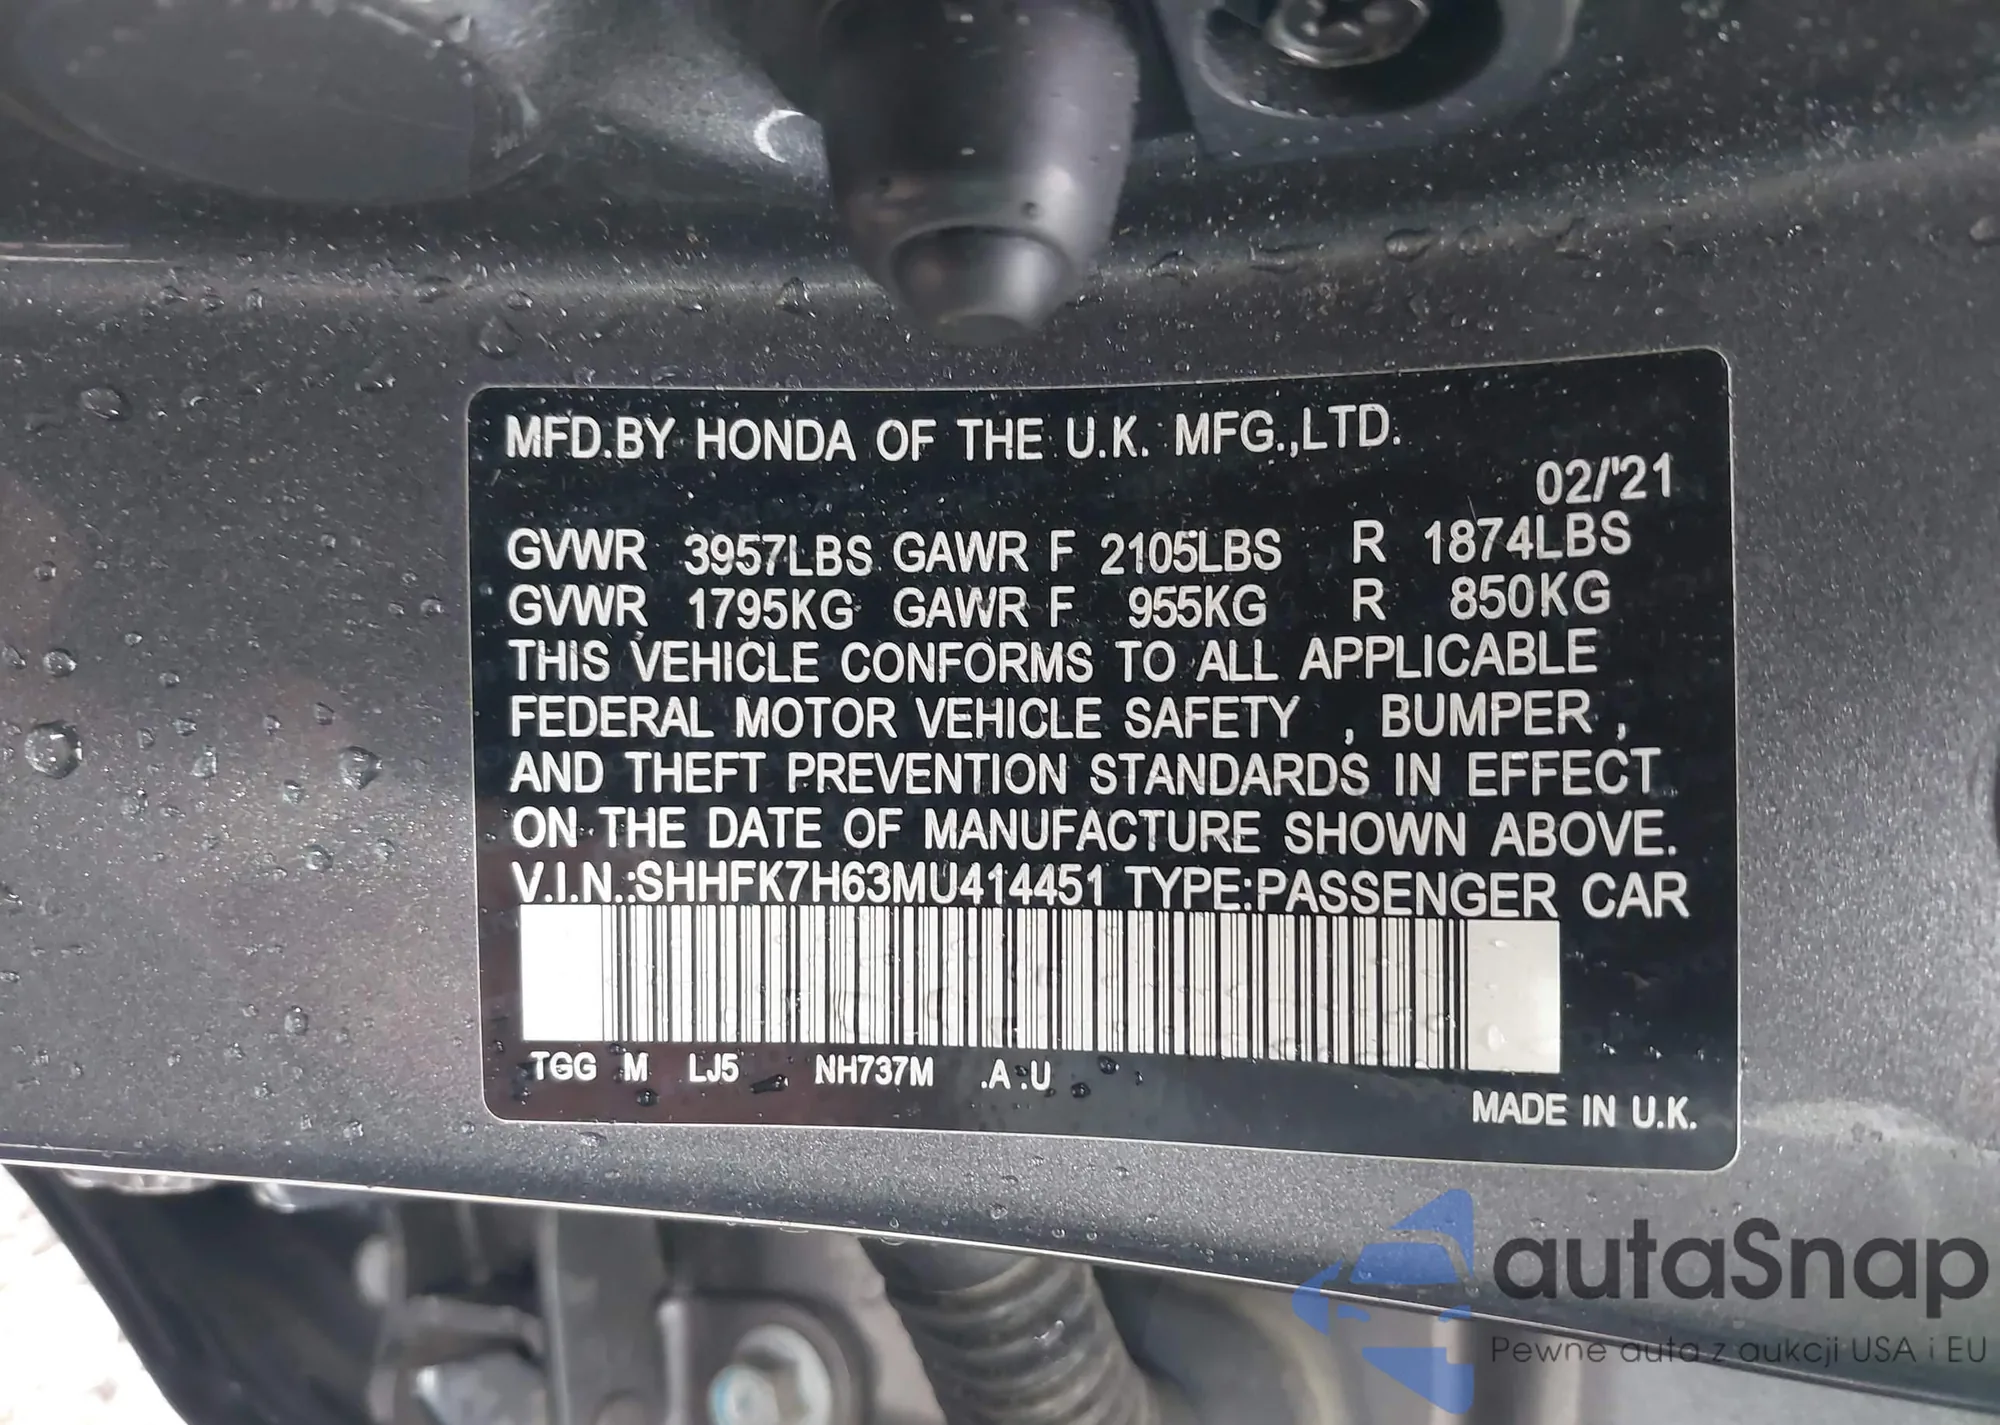 MFD.BY HONDA OF THE U.K. MFG.,LTD.
02/'21
GVWR 3957LBS GAWR F 2105LBS R 1874LBS
GVWR 1795KG GAWR F 955KG R 850KG
THIS VEHICLE CONFORMS TO ALL APPLICABLE
FEDERAL MOTOR VEHICLE SAFETY , BUMPER ,
AND THEFT PREVENTION STANDARDS IN EFFECT
ON THE DATE OF MANUFACTURE SHOWN ABOVE.
V.I.N.:SHHFK7H63MU414451 TYPE:PASSENGER CAR
TGG M LJ5 NH737M .A .U
MADE IN U.K.
autaSnap
Pewne auta z aukcji USA i EU